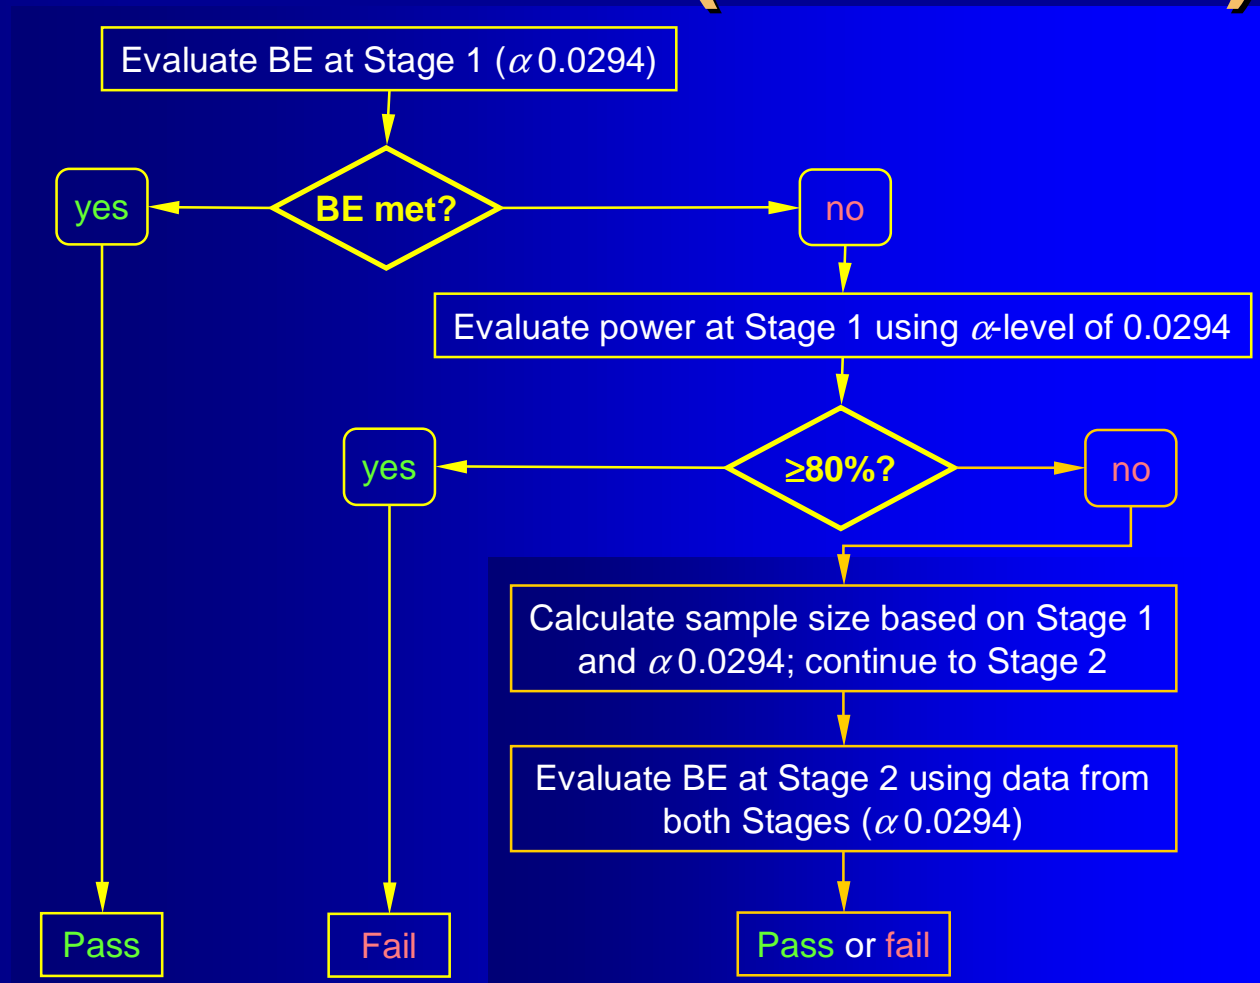 Evaluate BE at Stage 1 (α 0.0294)
BE met?
yes
no
Evaluate power at Stage 1 using α-level of 0.0294
≥80%?
yes
no
Calculate sample size based on Stage 1
and α 0.0294; continue to Stage 2
Evaluate BE at Stage 2 using data from
both Stages (α 0.0294)
Pass
Fail
Pass or fail